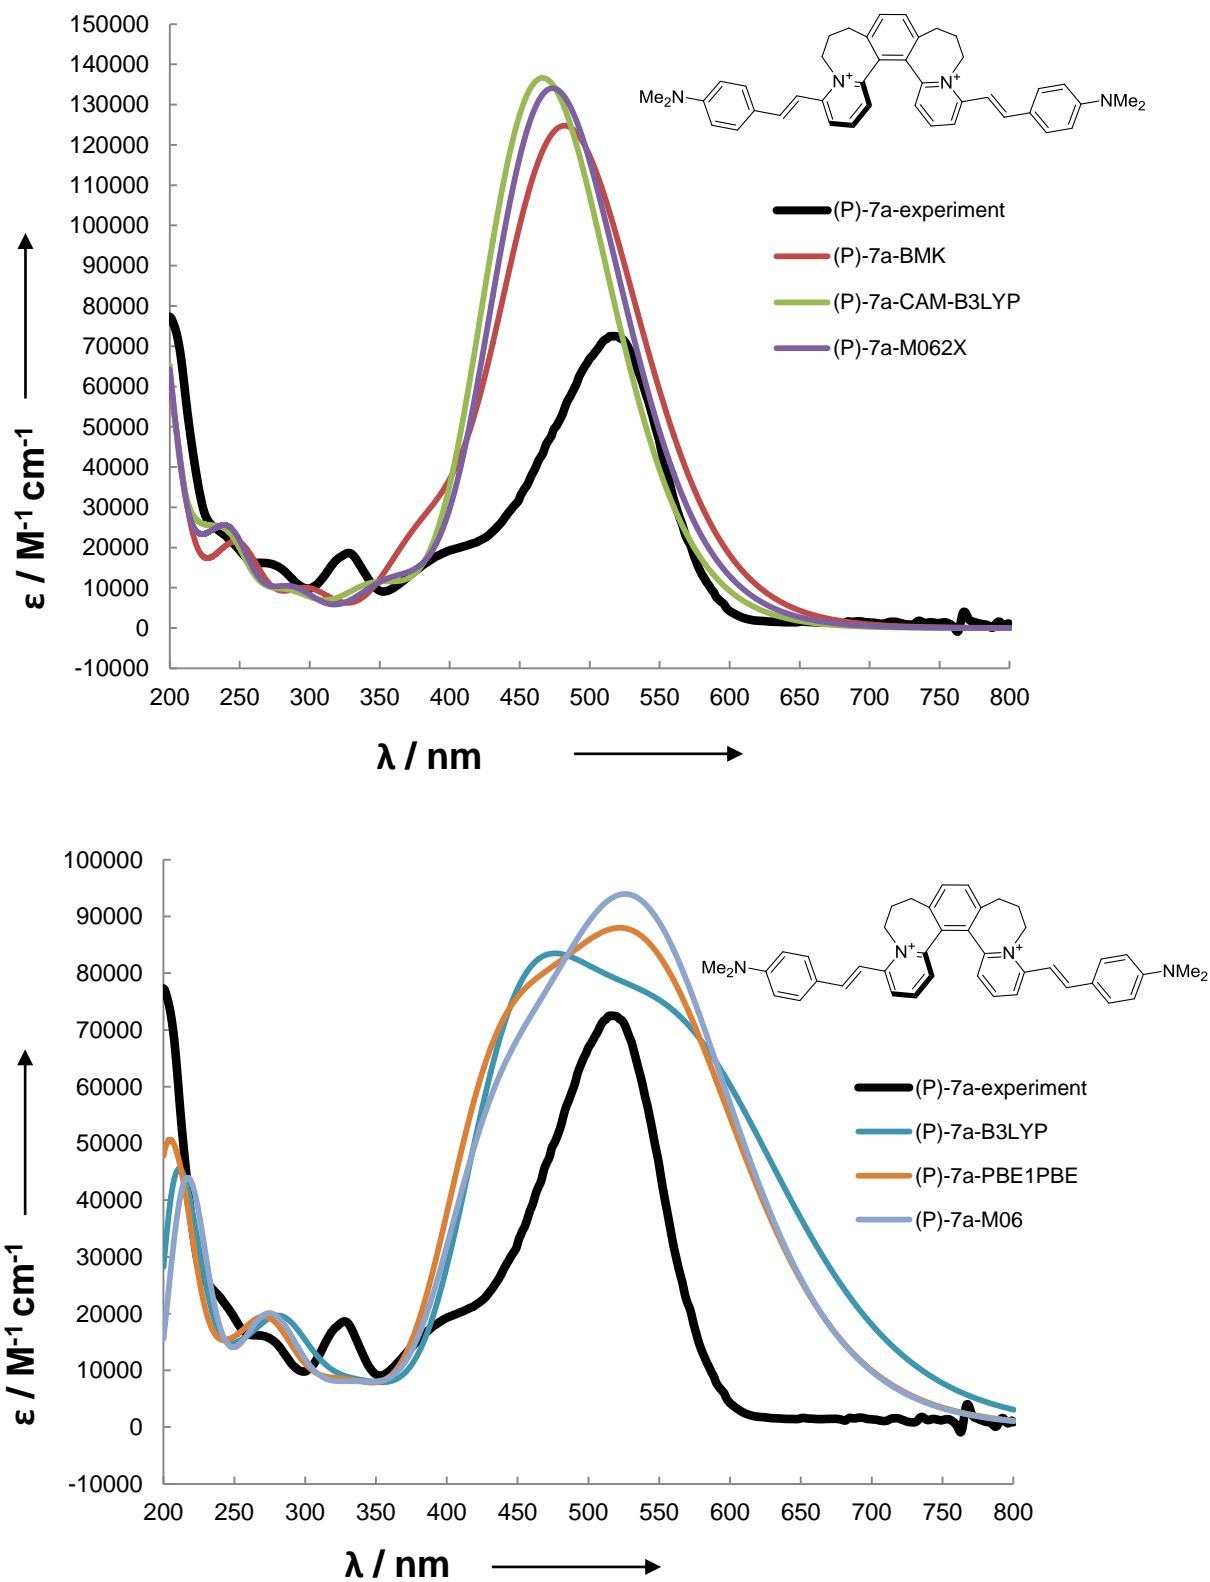 150000
140000
130000
120000
110000
100000
90000
80000
70000
60000
50000
40000
30000
20000
10000
0
-10000
200 250 300 350 400 450 500 550 600 650 700 750 800
ε / M⁻¹ cm⁻¹
λ / nm
Me₂N
N⁺
N⁺
NMe₂
(P)-7a-experiment
(P)-7a-BMK
(P)-7a-CAM-B3LYP
(P)-7a-M062X
100000
90000
80000
70000
60000
50000
40000
30000
20000
10000
0
-10000
200 250 300 350 400 450 500 550 600 650 700 750 800
ε / M⁻¹ cm⁻¹
λ / nm
Me₂N
N⁺
N⁺
NMe₂
(P)-7a-experiment
(P)-7a-B3LYP
(P)-7a-PBE1PBE
(P)-7a-M06